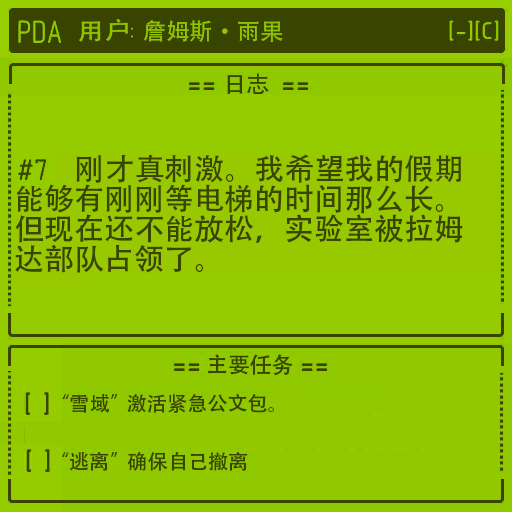 PDA 用户: 詹姆斯·雨果 [-][C]
== 日志 ==
#7 刚才真刺激。我希望我的假期
能够有刚刚等电梯的时间那么长。
但现在还不能放松, 实验室被拉姆
达部队占领了。
== 主要任务 ==
[ ] “雪域” 激活紧急公文包。
[ ] “逃离” 确保自己撤离